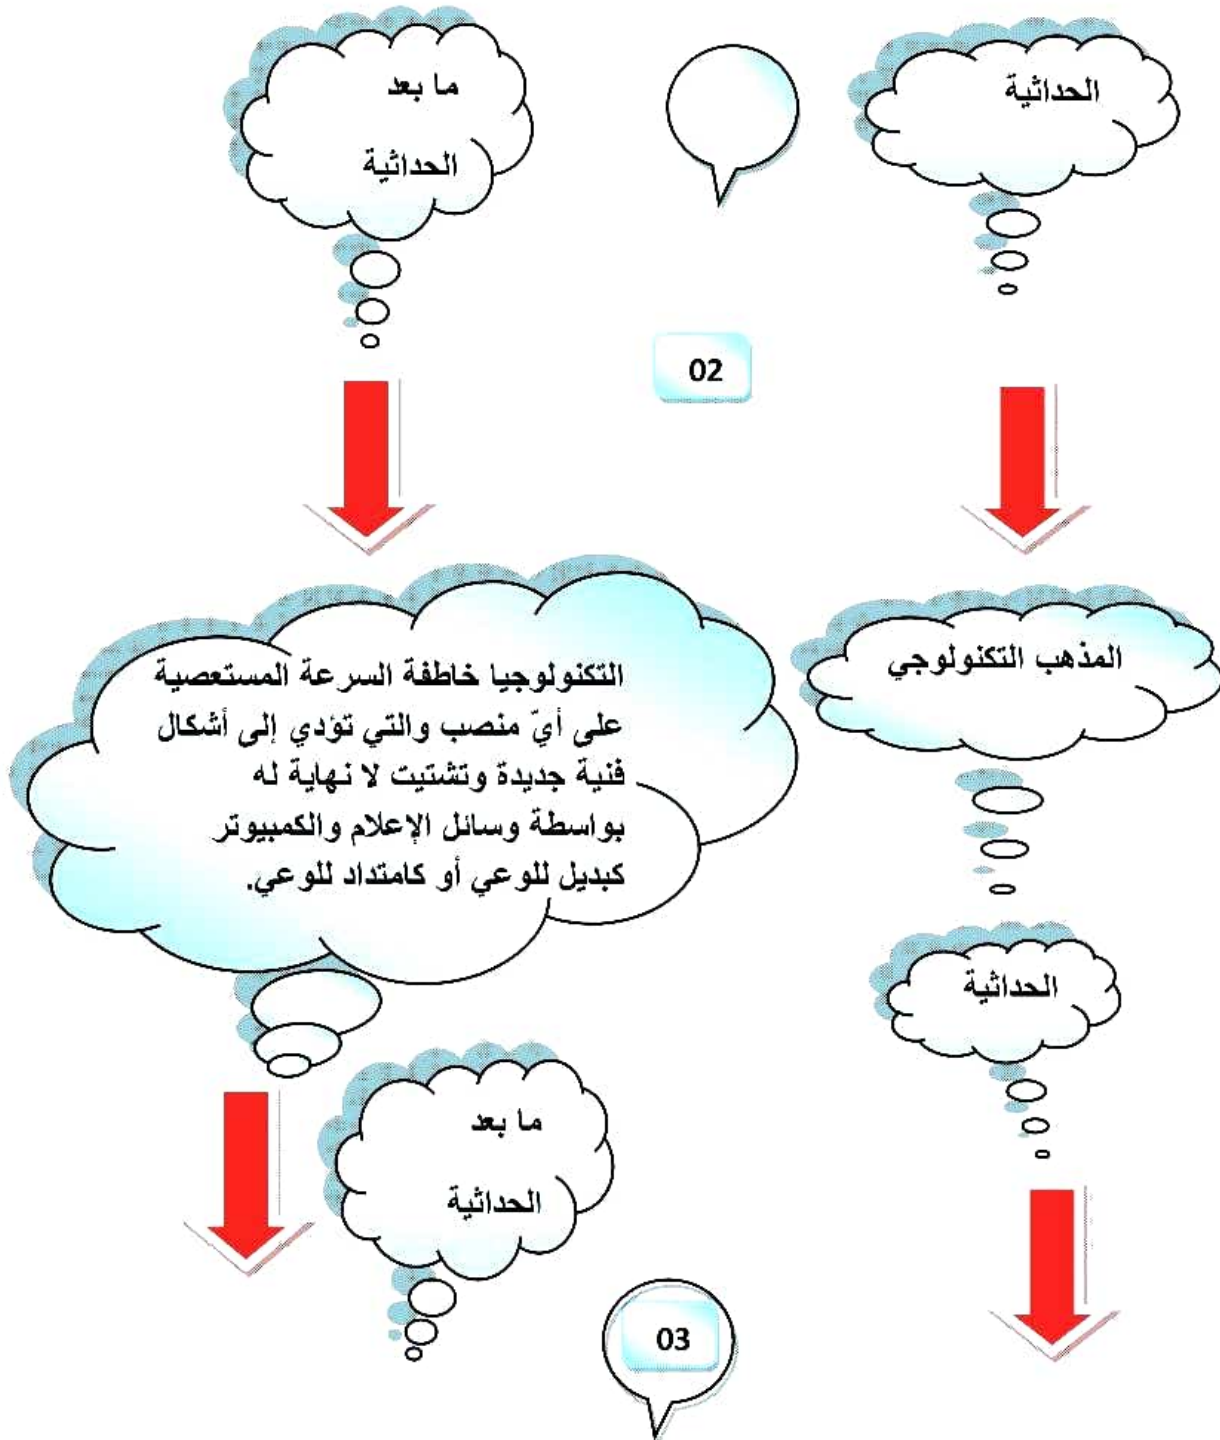 الحداثية
ما بعد
الحداثية
02
المذهب التكنولوجي
التكنولوجيا خاطفة السرعة المستعصية
على أيّ منصب والتي تؤدي إلى أشكال
فنية جديدة وتشتيت لا نهاية له
بواسطة وسائل الإعلام والكمبيوتر
كبديل للوعي أو كامتداد للوعي.
الحداثية
ما بعد
الحداثية
03